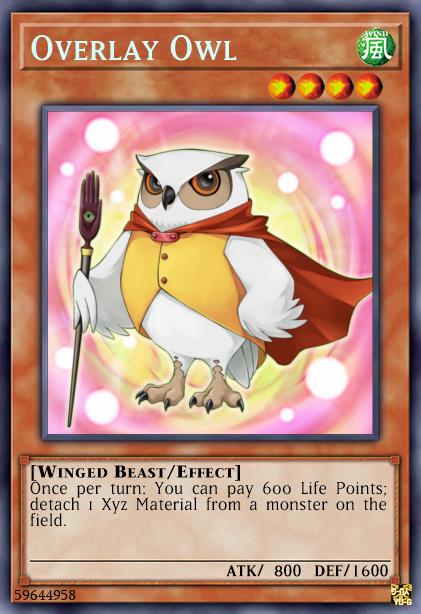 OVERLAY OWL
WIND
風
[WINGED BEAST/EFFECT]
Once per turn: You can pay 600 Life Points;
detach 1 Xyz Material from a monster on the
field.
ATK/ 800 DEF/1600
59644958